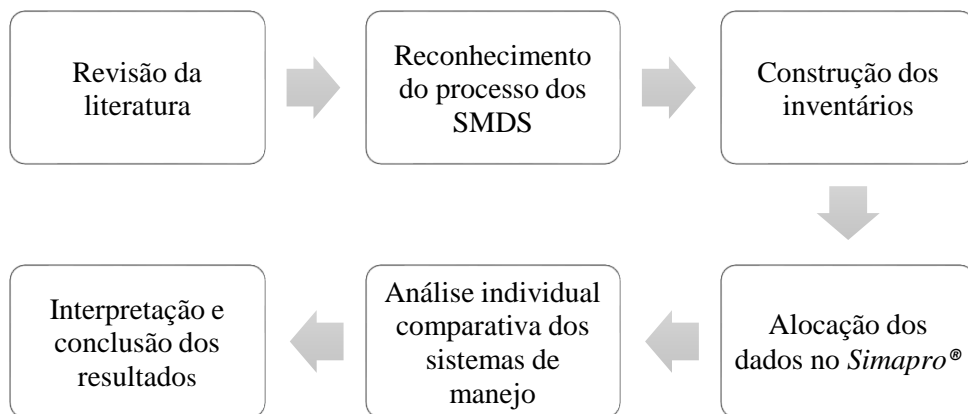 Revisão da
literatura
Reconhecimento
do processo dos
SMDS
Construção dos
inventários
Alocação dos
dados no Simapro®
Análise individual
comparativa dos
sistemas de
manejo
Interpretação e
conclusão dos
resultados